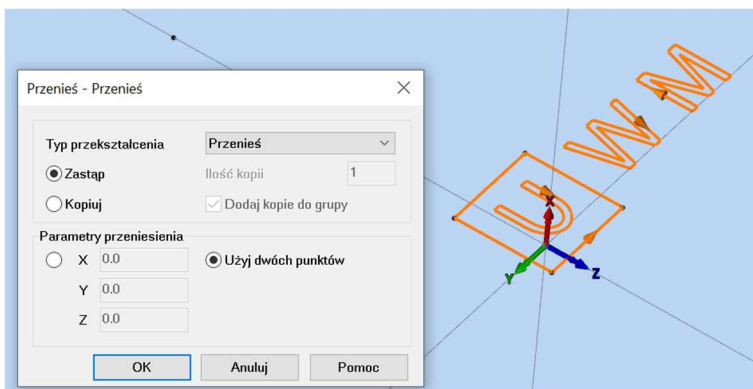 Przenieś - Przenieś
Typ przekształcenia
Przenieś
Zastąp
Ilość kopii
1
Kopiuj
Dodaj kopie do grupy
Parametry przeniesienia
X 0.0
Użyj dwóch punktów
Y 0.0
Z 0.0
OK
Anuluj
Pomoc
U W M
X
Y
Z